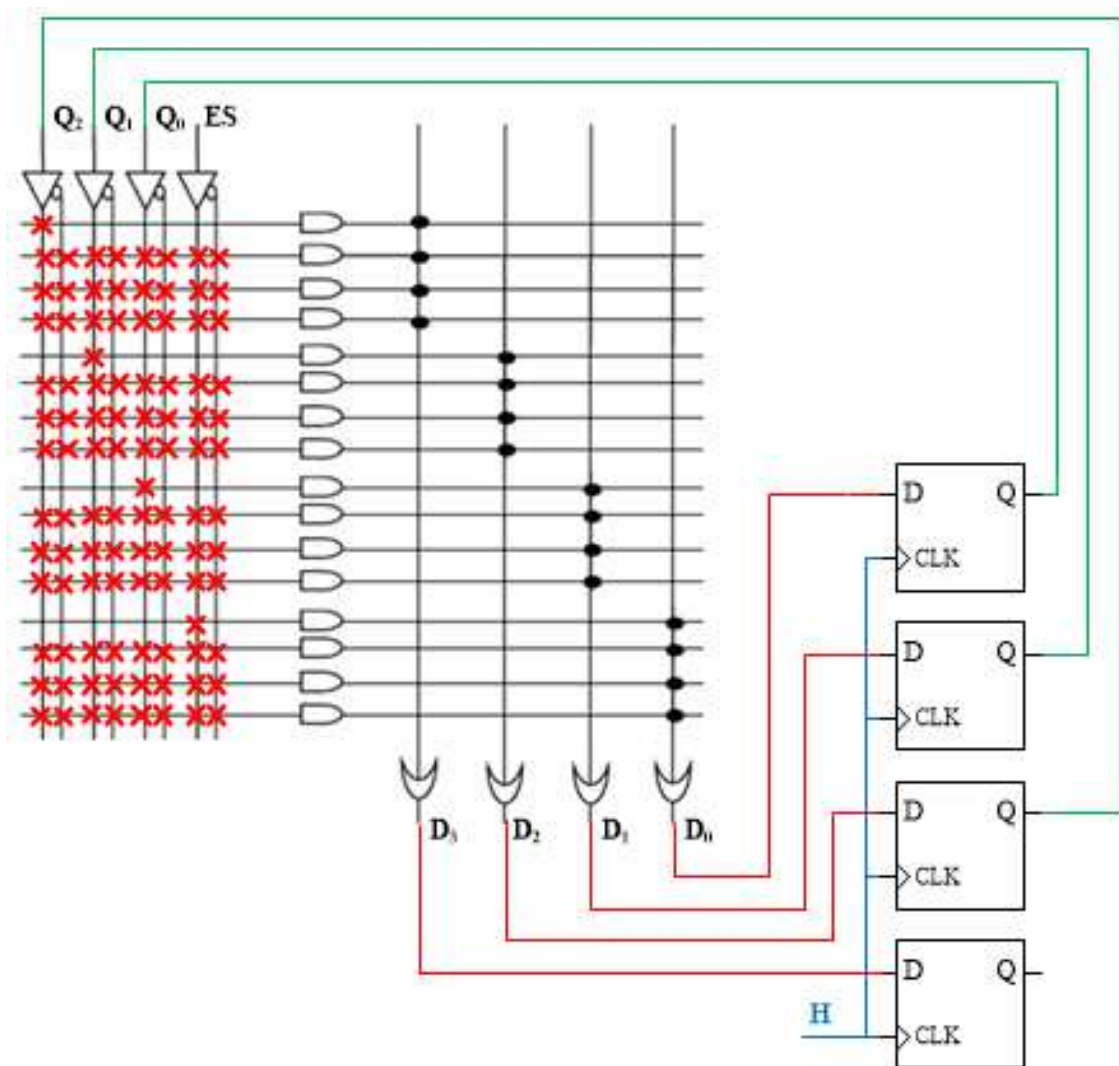 Q₂ Q₁ Q₀ ES
D Q
CLK
D Q
CLK
D₃ D₂ D₁ D₀
D Q
CLK
D Q
H
CLK